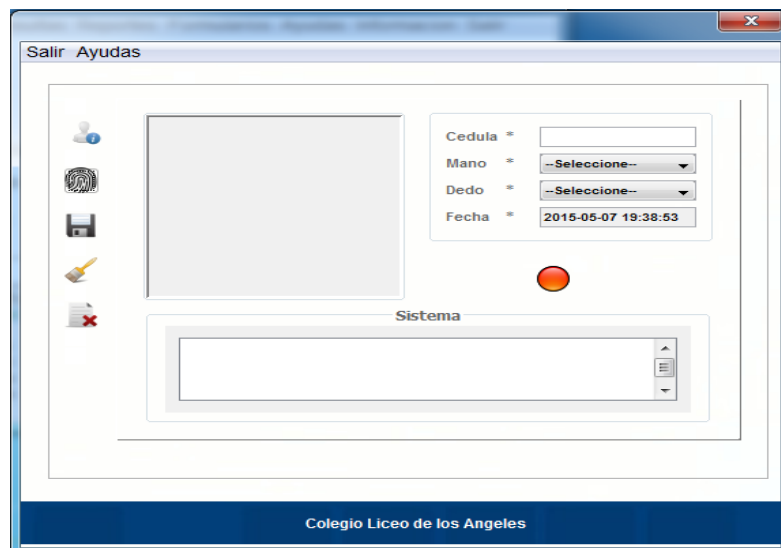 Salir Ayudas
Cedula *
Mano * --Seleccione--
Dedo * --Seleccione--
Fecha * 2015-05-07 19:38:53
Sistema
Colegio Liceo de los Angeles